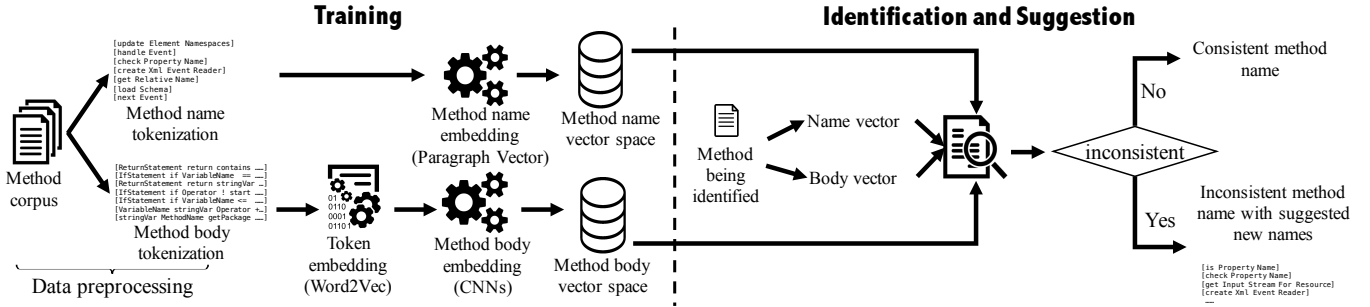 Training
Identification and Suggestion
[update Element Namespaces]
[handle Event]
[check Property Name]
[create Xml Event Reader]
[get Relative Name]
[load Schema]
[next Event]
Method name
tokenization
Method
corpus
[ReturnStatement return contains ……]
[IfStatement if VariableName == ……]
[ReturnStatement return stringVar …]
[IfStatement if Operator ! start ……]
[IfStatement if VariableName <= ……]
[VariableName stringVar Operator +…]
[stringVar MethodName getPackage ……]
Method body
tokenization
Data preprocessing
Method name
embedding
(Paragraph Vector)
Method name
vector space
01
0110
0001
01101
Token
embedding
(Word2Vec)
Method body
embedding
(CNNs)
Method body
vector space
Method
being
identified
Name vector
Body vector
inconsistent
No
Yes
Consistent method
name
Inconsistent method
name with suggested
new names
[is Property Name]
[check Property Name]
[get Input Stream For Resource]
[create Xml Event Reader]
……